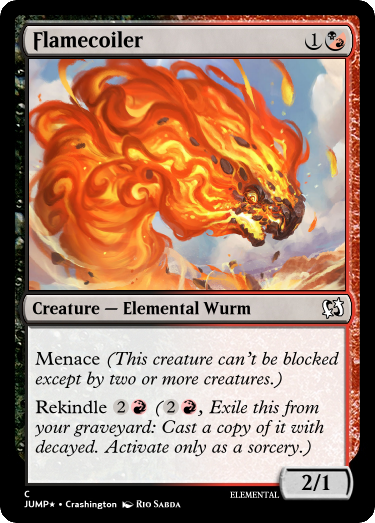 Flamecoiler 1
Creature — Elemental Wurm
Menace (This creature can't be blocked
except by two or more creatures.)
Rekindle 2 (2, Exile this from
your graveyard: Cast a copy of it with
decayed. Activate only as a sorcery.)
2/1
C
JUMP★ • Crashington Rio Sabda
ELEMENTAL